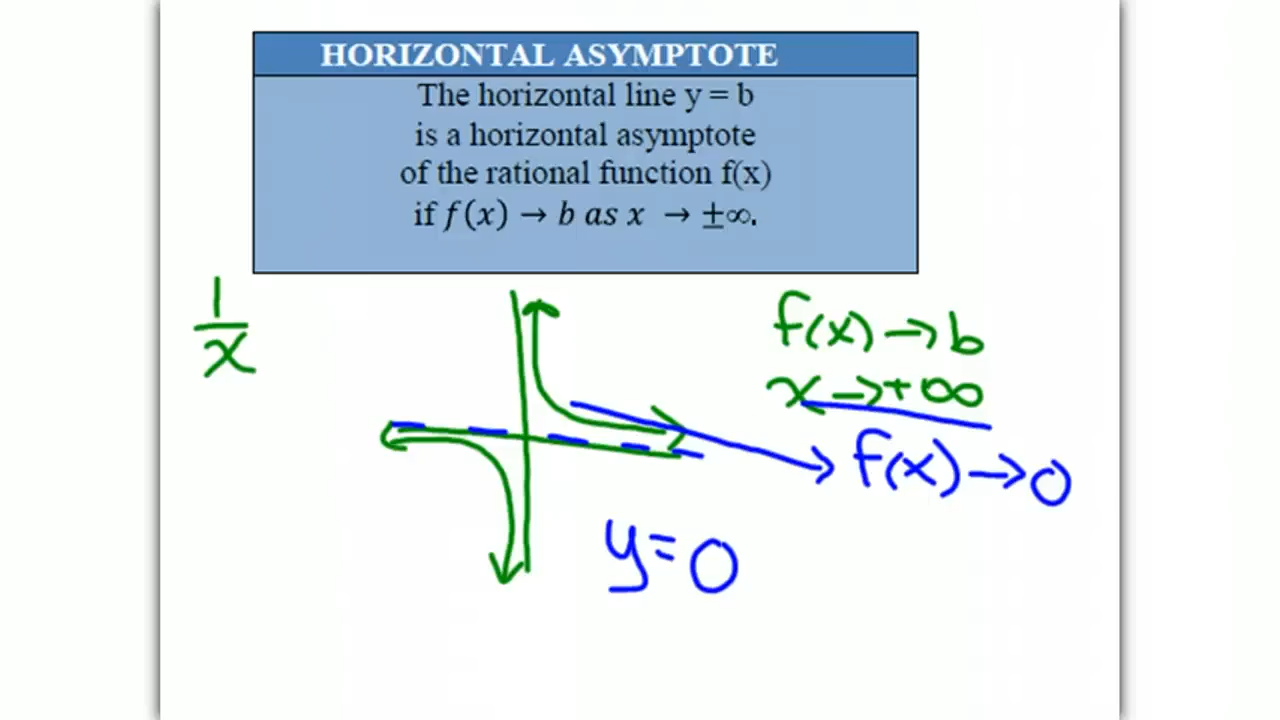 HORIZONTAL ASYMPTOTE
The horizontal line y = b
is a horizontal asymptote
of the rational function f(x)
if f(x) → b as x → ±∞.
1
x
f(x) → b
x → +∞
f(x) → 0
y = 0